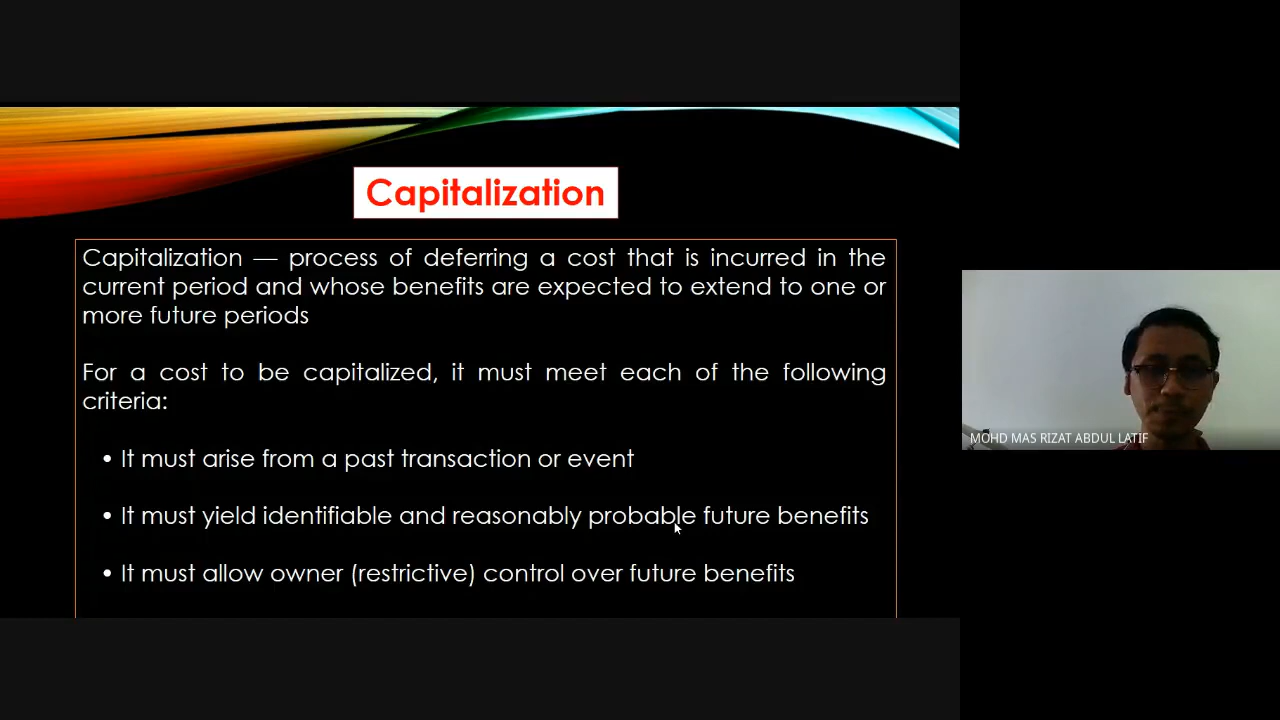 Capitalization
Capitalization — process of deferring a cost that is incurred in the
current period and whose benefits are expected to extend to one or
more future periods
For a cost to be capitalized, it must meet each of the following
criteria:
• It must arise from a past transaction or event
• It must yield identifiable and reasonably probable future benefits
• It must allow owner (restrictive) control over future benefits
MOHD MAS RIZAT ABDUL LATIF